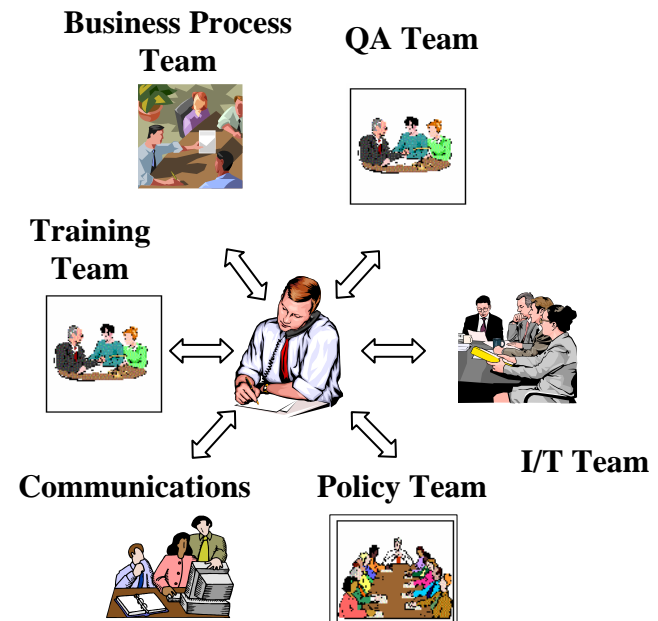 Business Process
Team
QA Team
Training
Team
I/T Team
Communications
Policy Team